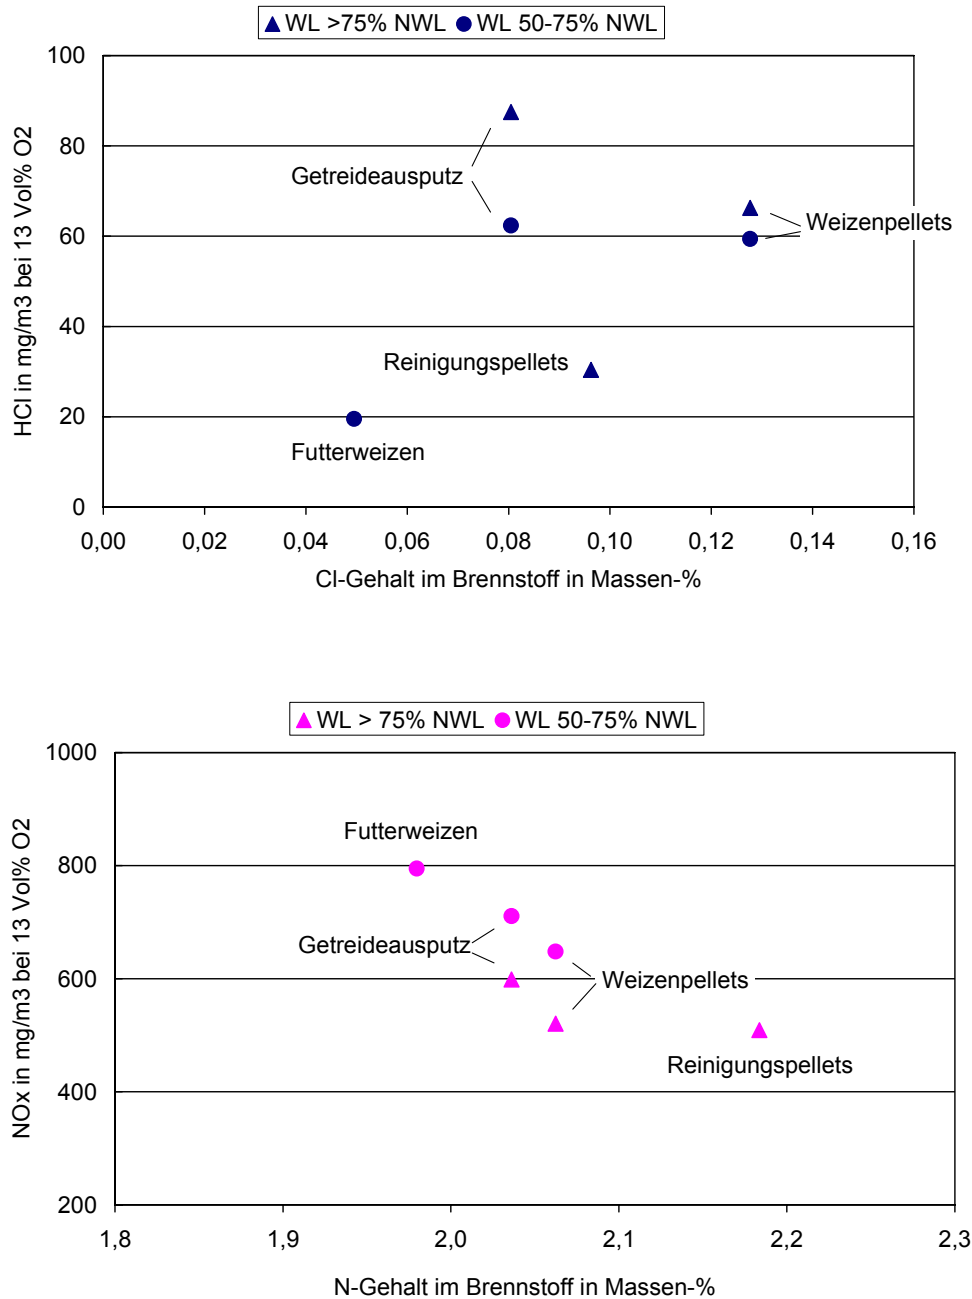 WL >75% NWL WL 50-75% NWL
100
80
60
40
20
0
HCl in mg/m3 bei 13 Vol% O2
Getreideausputz
Weizenpellets
Reinigungspellets
Futterweizen
0,00 0,02 0,04 0,06 0,08 0,10 0,12 0,14 0,16
Cl-Gehalt im Brennstoff in Massen-%
WL > 75% NWL WL 50-75% NWL
1000
800
600
400
200
NOx in mg/m3 bei 13 Vol% O2
Futterweizen
Getreideausputz
Weizenpellets
Reinigungspellets
1,8 1,9 2,0 2,1 2,2 2,3
N-Gehalt im Brennstoff in Massen-%